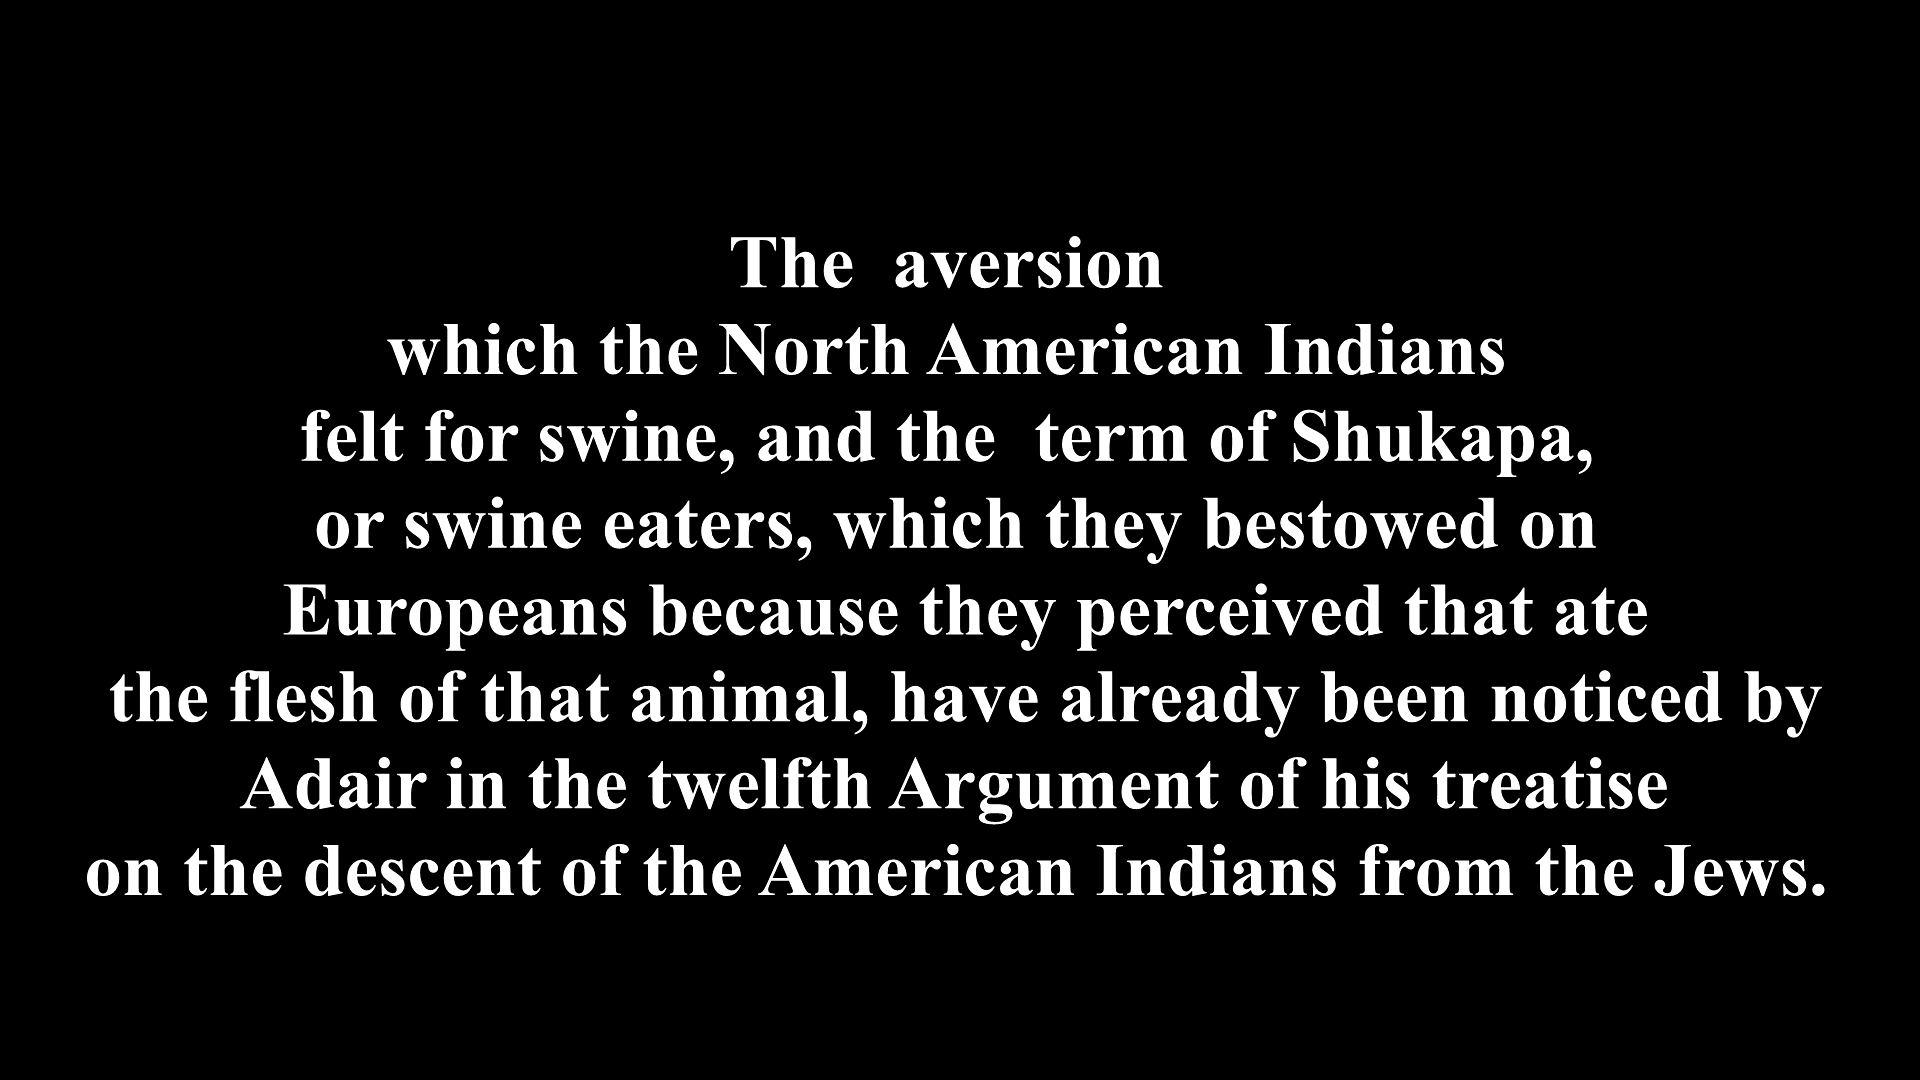 The  aversion
which the North American Indians
felt for swine, and the  term of Shukapa,
or swine eaters, which they bestowed on
Europeans because they perceived that ate
the flesh of that animal, have already been noticed by
Adair in the twelfth Argument of his treatise
on the descent of the American Indians from the Jews.